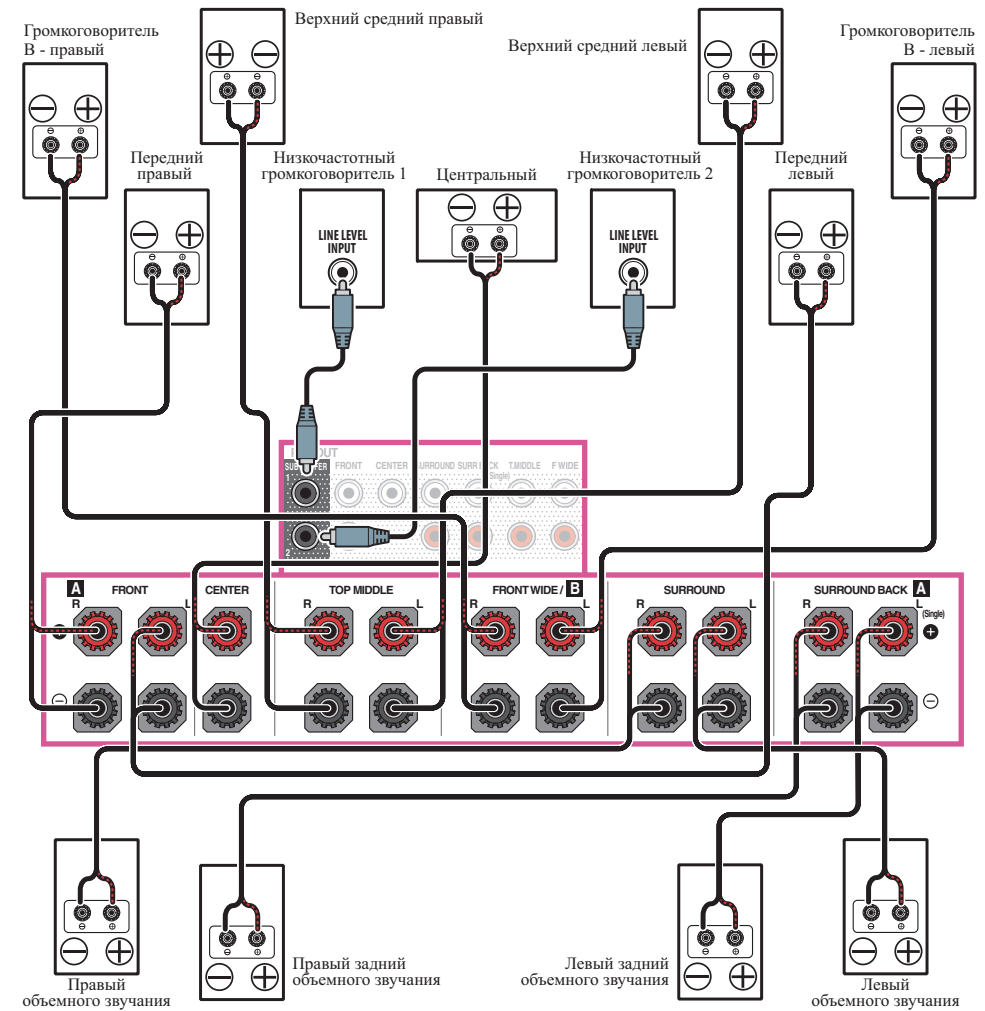 Громкоговоритель
B - правый
Верхний средний правый
Верхний средний левый
Громкоговоритель
B - левый
Передний
правый
Низкочастотный
громкоговоритель 1
Центральный
Низкочастотный
громкоговоритель 2
Передний
левый
LINE LEVEL
INPUT
LINE LEVEL
INPUT
FRONT
CENTER
SURROUND
T.MIDDLE
F WIDE
1
2
A
FRONT
CENTER
TOP MIDDLE
FRONT WIDE / B
SURROUND
SURROUND BACK A
R
L
R
L
R
L
R
L
R
L
(Single)
Правый
объемного звучания
Правый задний
объемного звучания
Левый задний
объемного звучания
Левый
объемного звучания